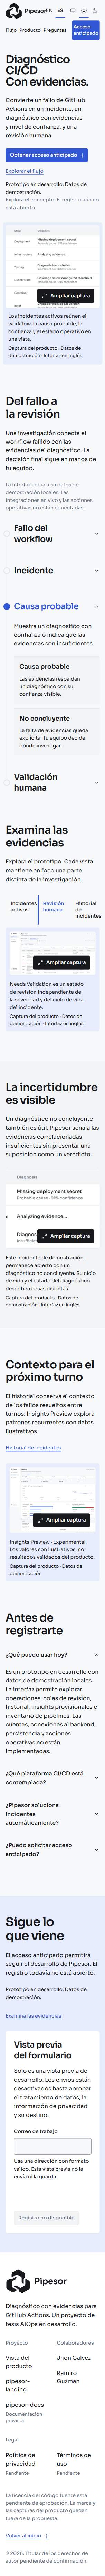 Pipesor
EN ES
Acceso
anticipado
Flujo Producto Preguntas
Diagnóstico
CI/CD
Con evidencias.
Convierte un fallo de GitHub
Actions en un incidente, un
diagnóstico con evidencias
y nivel de confianza, y una
revisión humana.
Obtener acceso anticipado ↓
Explorar el flujo
Prototipo en desarrollo. Datos de
demostración.
Explora el concepto. El registro aún no
está abierto.
Ampliar captura
Los incidentes activos reúnen el
workflow, la causa probable, la
confianza y el estado operativo en
una vista.
Captura del producto · Datos de
demostración · Interfaz en inglés
Del fallo a
la revisión
Una investigación conecta el
workflow fallido con las
evidencias del diagnóstico. La
decisión final sigue en manos de
tu equipo.
La interfaz actual usa datos de
demostración locales. Las
integraciones en vivo y las acciones
operativas no están conectadas.
Fallo del
workflow
Incidente
Causa probable
Muestra un diagnóstico con
confianza o indica que las
evidencias son insuficientes.
Causa probable
Las evidencias respaldan
un diagnóstico con su
confianza visible.
No concluyente
La falta de evidencias queda
explícita. Tu equipo decide
dónde investigar.
Validación
humana
Examina las
evidencias
Explora el prototipo. Cada vista
mantiene en foco una parte
distinta de la investigación.
Incidentes
activos
Revisión
humana
Historial
de
incidentes
Ampliar captura
Needs Validation es un estado
de revisión independiente de
la severidad y del ciclo de vida
del incidente.
Captura del producto · Datos de
demostración · Interfaz en inglés
La incertidumbre
es visible
Un diagnóstico no concluyente
también es útil. Pipesor
presenta las evidencias
correlacionadas insuficientes
sin convertir una suposición
como un veredicto.
Diagnosis
Missing deployment secret
Probable cause · 91% confidence
Analyzing evidence...
Ampliar captura
Este incidente de demostración
permanece abierto con un
diagnóstico no concluyente. Su ciclo
de vida y el estado del diagnóstico
describen cosas distintas.
Captura del producto · Datos de
demostración · Interfaz en inglés
Contexto para el
próximo turno
El historial conserva el contexto
de los fallos resueltos entre
turnos. Insights Preview explora
patrones recurrentes con datos
ilustrativos.
Historial de incidentes
Ampliar captura
Insights Preview · Experimental.
Los valores son ilustrativos, no
resultados validados del producto.
Captura del producto · Datos de
demostración
Antes de
registrarte
¿Qué puedo usar hoy?
Es un prototipo en desarrollo con
datos de demostración locales.
La interfaz permite explorar
operaciones, colas de revisión,
historial, insights provisionales e
inventario de pipelines. Las
cuentas, conexiones al backend,
persistencia y acciones
operativas no están
implementadas.
¿Qué plataforma CI/CD está
contemplada?
¿Pipesor soluciona
incidentes
automáticamente?
¿Puedo solicitar acceso
anticipado?
Sigue lo
que viene
El acceso anticipado permitirá
seguir el desarrollo de Pipesor. El
registro todavía no está abierto.
Prototipo en desarrollo. Datos de
demostración.
Examina las evidencias
Vista previa
del formulario
Solo es una vista previa de
desarrollo. Los envíos están
desactivados hasta aprobar
el tratamiento de datos, la
información de privacidad
y su destino.
Correo de trabajo
Usa una dirección con formato
válido. Esta vista previa no la
envía ni la guarda.
Registro no disponible
Pipesor
Diagnóstico con evidencias para
GitHub Actions. Un proyecto de
tesis AIOps en desarrollo.
Proyecto
Vista del
producto
pipesor-
landing
pipesor-docs
Documentación
prevista
Colaboradores
Jhon Galvez
Ramiro
Guzman
Legal
Política de
privacidad
Pendiente
Términos de
uso
Pendiente
La licencia del código fuente está
pendiente de aprobación. La marca y
las capturas del producto quedan
fuera de la propuesta.
Volver al inicio ↑
© 2026. Titular de los derechos de
autor pendiente de confirmación.